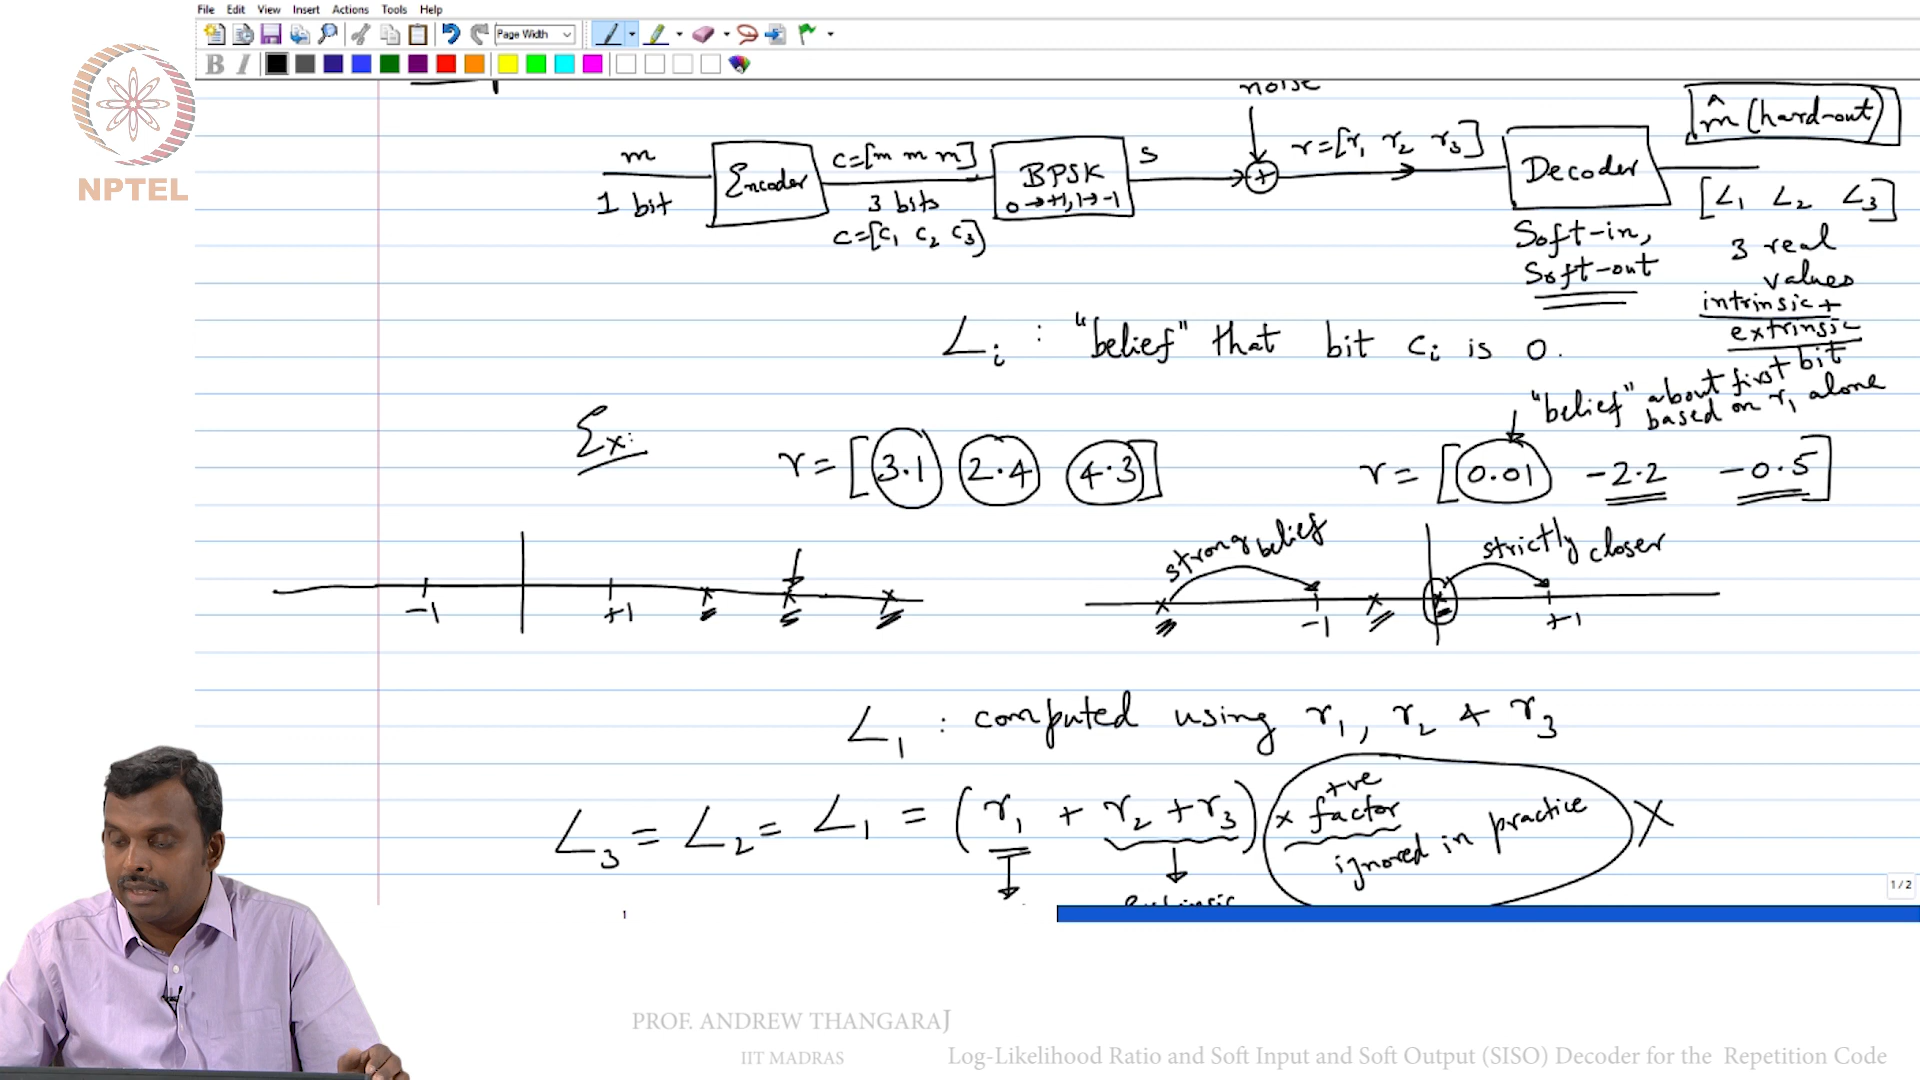 File Edit View Insert Actions Tools Help
Page Width
B I
NPTEL
noise
m̂ (hard-out)
m
1 bit
Encoder
c=[m m m]
3 bits
c=[c₁ c₂ c₃]
BPSK
0→+1, 1→-1
S
+
r=[r₁ r₂ r₃]
Decoder
Soft-in,
Soft-out
[L₁ L₂ L₃]
3 real
values
intrinsic +
extrinsic
Lᵢ : "belief" that bit cᵢ is 0.
"belief" about first bit
based on r₁ alone
Ex:
r = [3.1 2.4 4.3]
r = [0.01 -2.2 -0.5]
-1 +1
strong belief
strictly closer
-1 +1
L₁ : computed using r₁, r₂ & r₃
L₃ = L₂ = L₁ = (r₁ + r₂ + r₃) × +ve factor X
ignored in practice
1 / 2
1
PROF. ANDREW THANGARAJ
IIT MADRAS
Log-Likelihood Ratio and Soft Input and Soft Output (SISO) Decoder for the Repetition Code